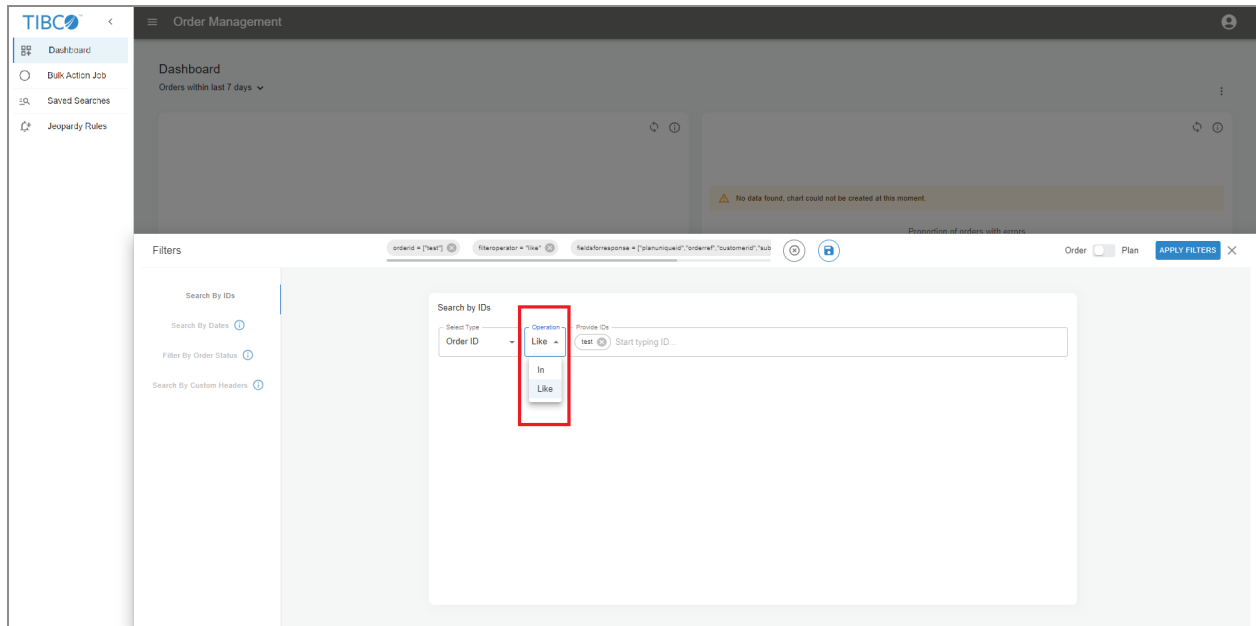 TIBCO
Order Management
Dashboard
Bulk Action Job
Saved Searches
Jeopardy Rules
Dashboard
Orders within last 7 days
No data found, chart could not be created at this moment.
Proportion of orders with errors
Filters
orderid = ["test"]
filteroperator = "like"
fieldsforresponse = ["planuniqueid","orderref","customerid","sub
Order
Plan
APPLY FILTERS
Search By IDs
Search By Dates
Filter By Order Status
Search By Custom Headers
Search by IDs
Select Type
Operation
Provide IDs
Order ID
Like
test
Start typing ID...
In
Like